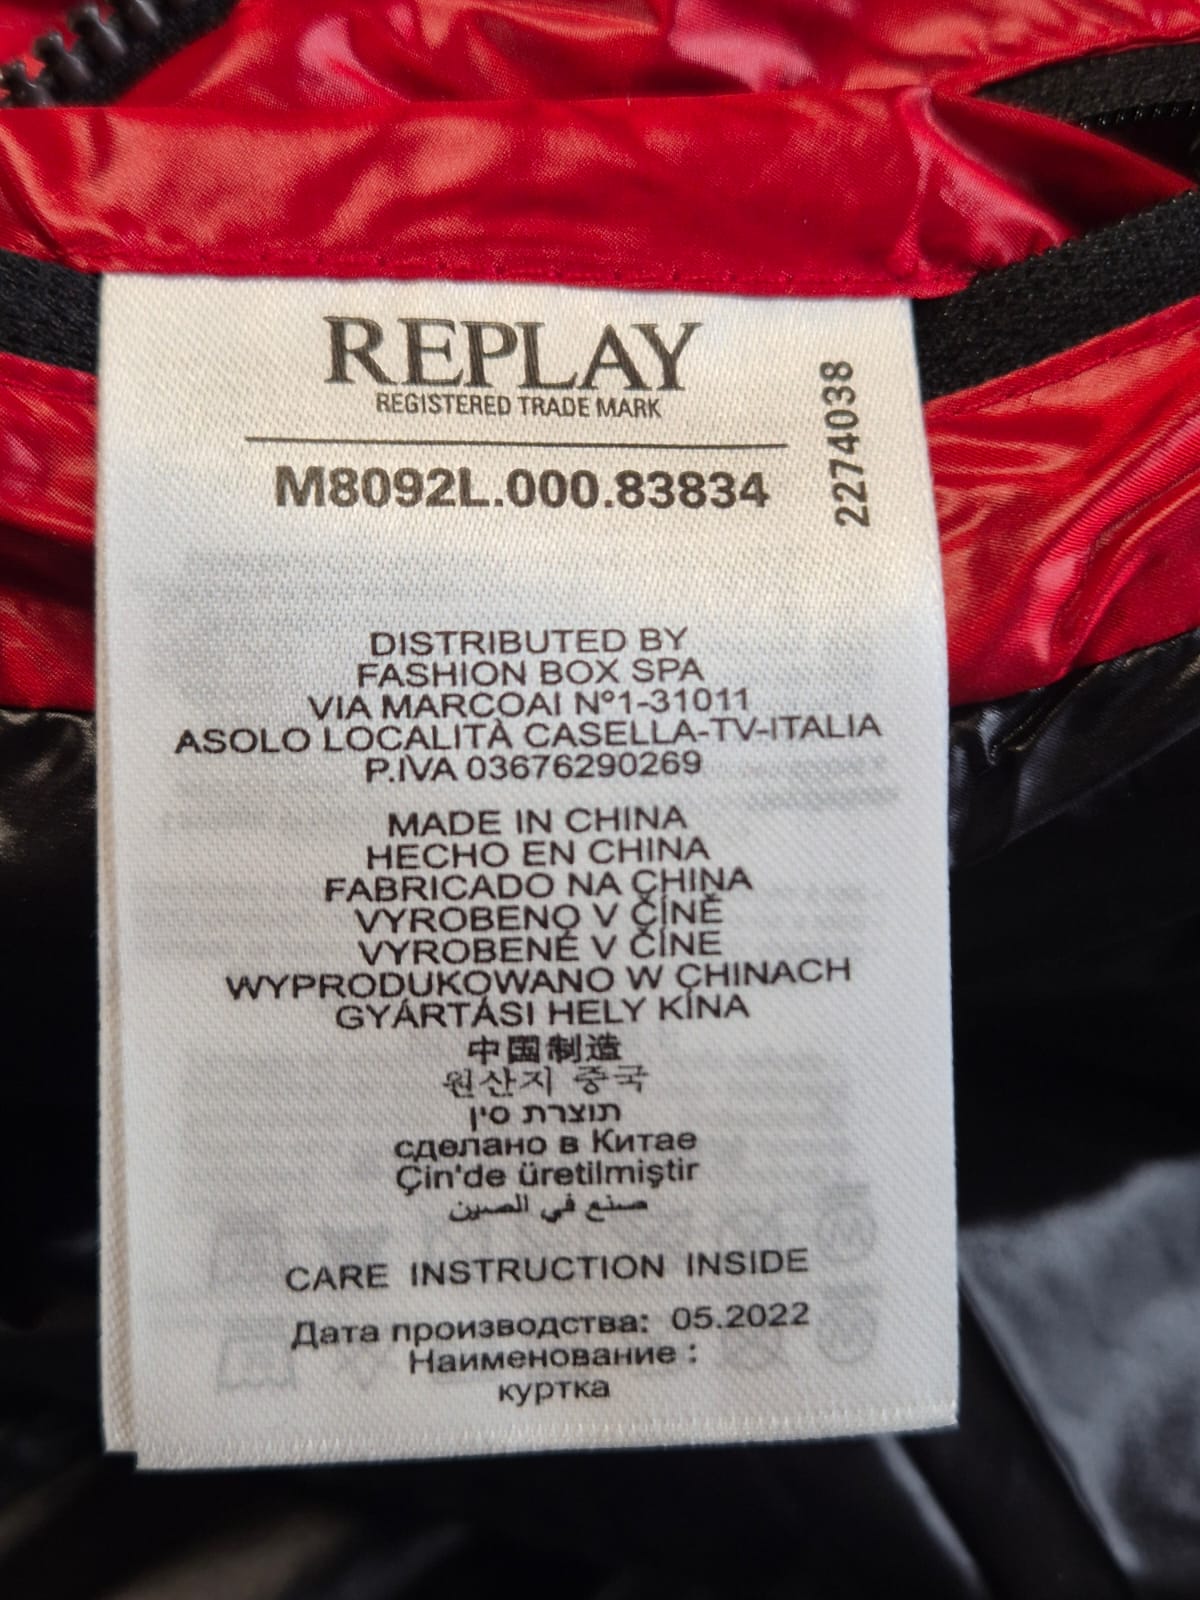 REPLAY
REGISTERED TRADE MARK
2274038
M8092L.000.83834
DISTRIBUTED BY
FASHION BOX SPA
VIA MARCOAI Nº1-31011
ASOLO LOCALITÀ CASELLA-TV-ITALIA
P.IVA 03676290269
MADE IN CHINA
HECHO EN CHINA
FABRICADO NA CHINA
VYROBENO V ČÍNĚ
VYROBENÉ V ČÍNE
WYPRODUKOWANO W CHINACH
GYÁRTÁSI HELY KÍNA
中国制造
원산지 중국
תוצרת סין
сделано в Китае
Çin'de üretilmiştir
صنع في الصين
CARE INSTRUCTION INSIDE
Дата производства: 05.2022
Наименование :
куртка